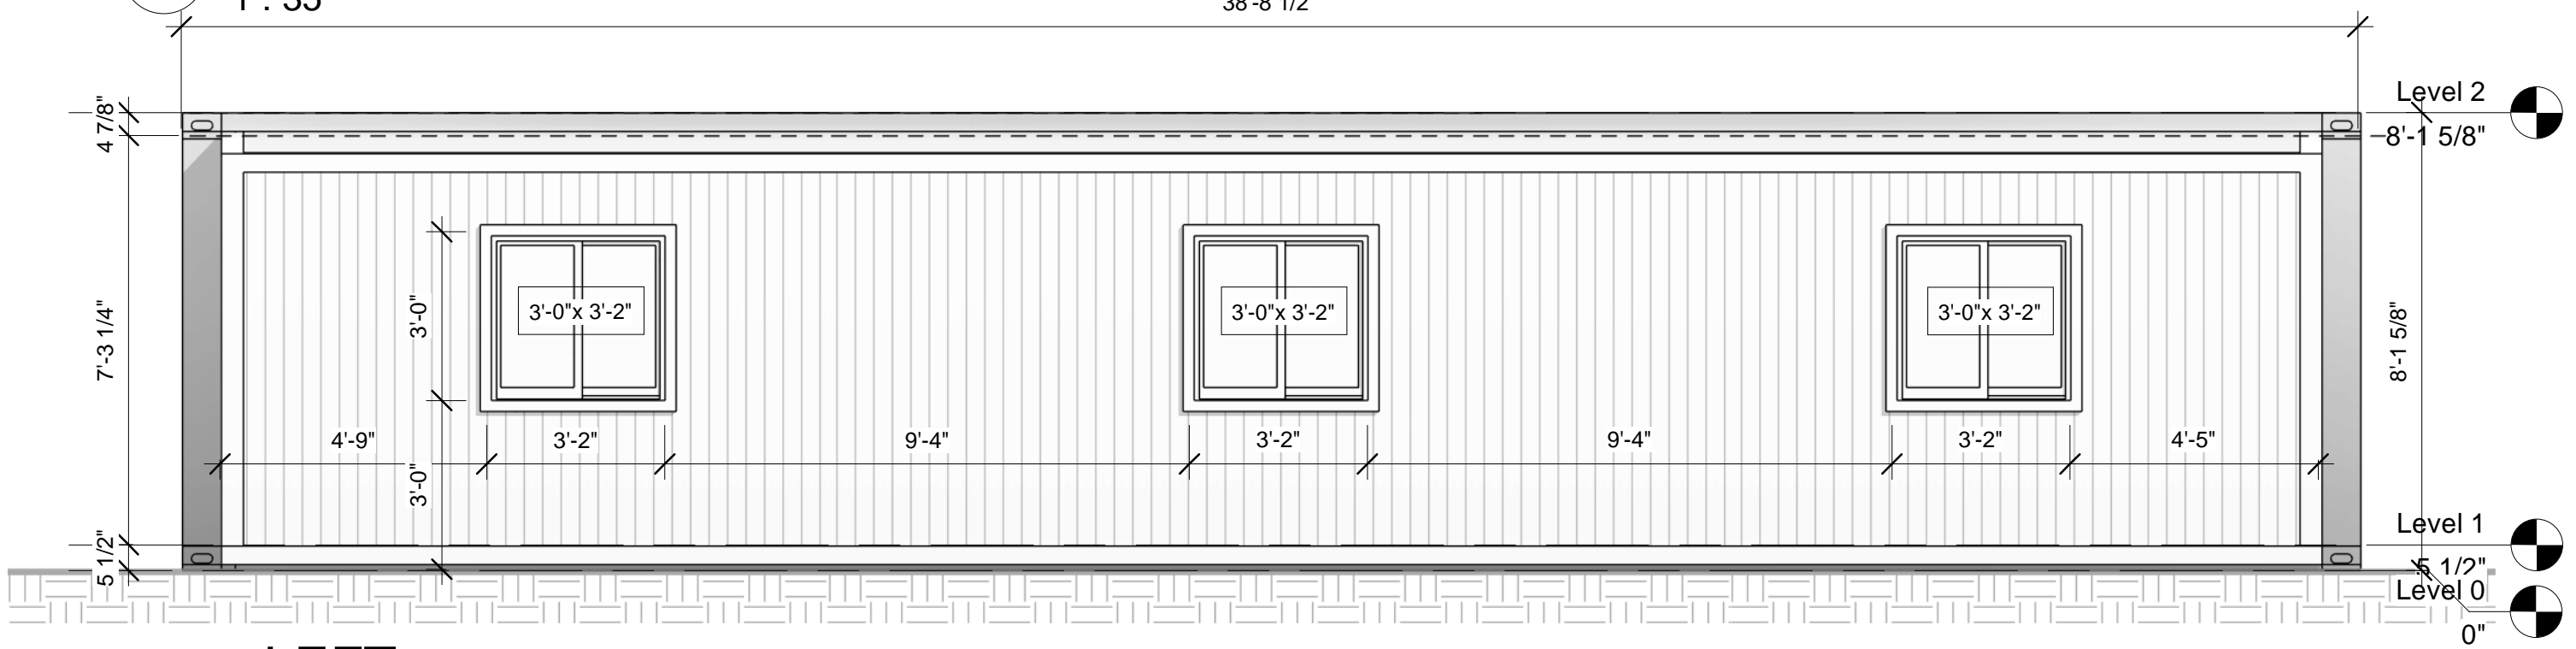 38'-8 1/2"
Level 2
8'-1 5/8"
4 7/8"
7'-3 1/4"
5 1/2"
3'-0"
3'-0"
3'-0"x 3'-2"
3'-0"x 3'-2"
3'-0"x 3'-2"
4'-9"
3'-2"
9'-4"
3'-2"
9'-4"
3'-2"
4'-5"
8'-1 5/8"
Level 1
5 1/2"
Level 0
0"